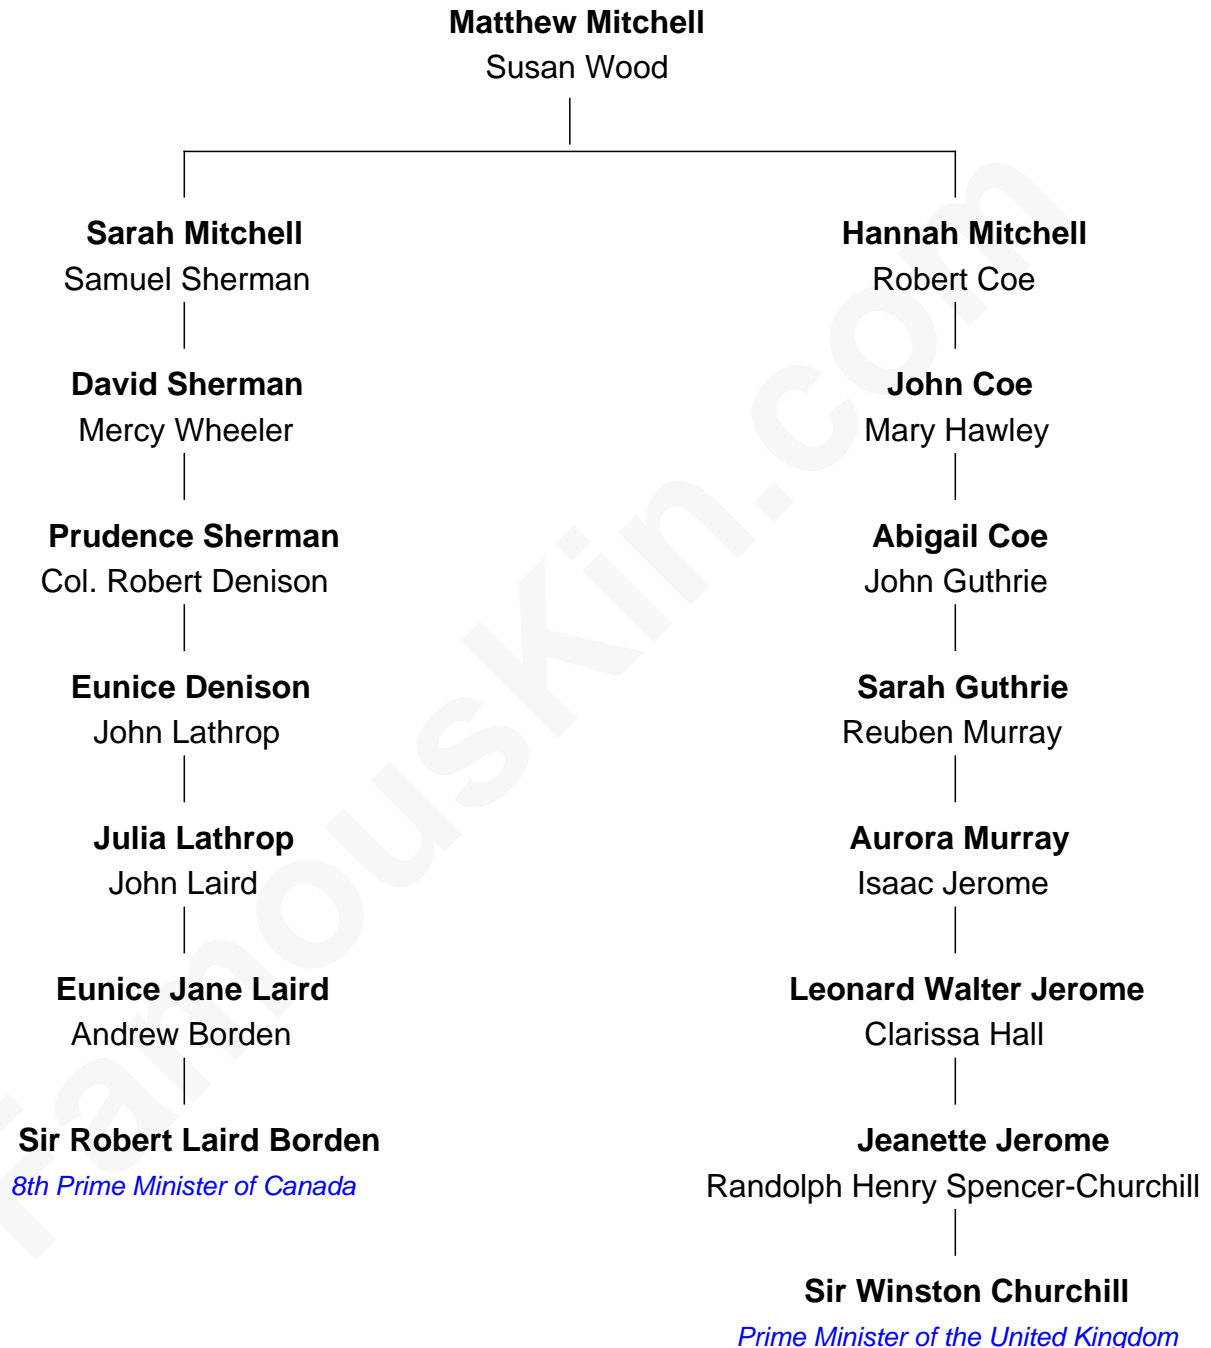 Matthew Mitchell
Susan Wood
Sarah Mitchell
Samuel Sherman
Hannah Mitchell
Robert Coe
David Sherman
Mercy Wheeler
John Coe
Mary Hawley
Prudence Sherman
Col. Robert Denison
Abigail Coe
John Guthrie
Eunice Denison
John Lathrop
Sarah Guthrie
Reuben Murray
Julia Lathrop
John Laird
Aurora Murray
Isaac Jerome
Eunice Jane Laird
Andrew Borden
Leonard Walter Jerome
Clarissa Hall
Sir Robert Laird Borden
8th Prime Minister of Canada
Jeanette Jerome
Randolph Henry Spencer-Churchill
Sir Winston Churchill
Prime Minister of the United Kingdom
FamousKin.com